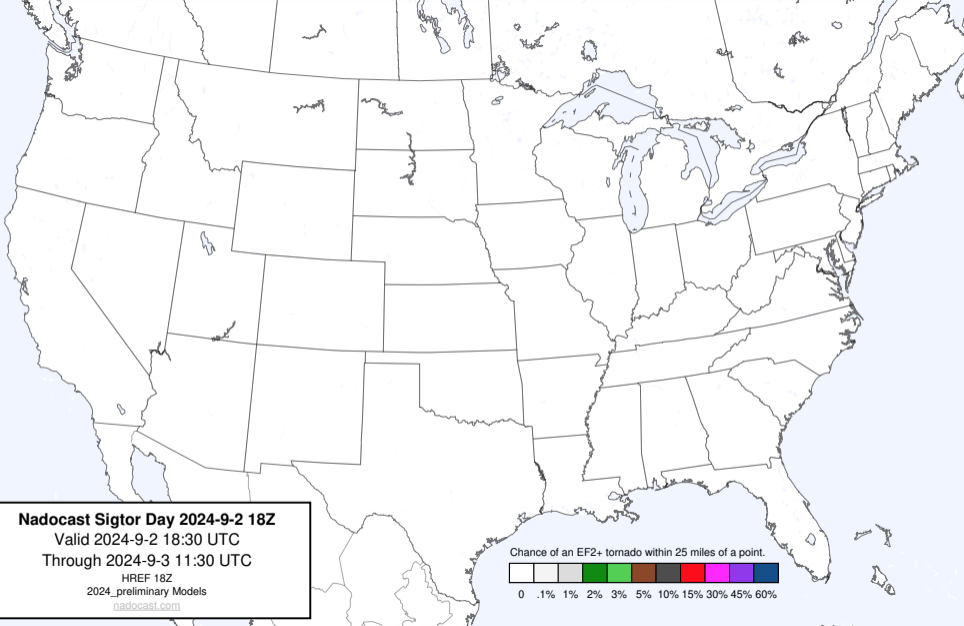 Nadocast Sigtor Day 2024-9-2 18Z
Valid 2024-9-2 18:30 UTC
Through 2024-9-3 11:30 UTC
HREF 18Z
2024_preliminary Models
nadocast.com
Chance of an EF2+ tornado within 25 miles of a point.
0 .1% 1% 2% 3% 5% 10% 15% 30% 45% 60%